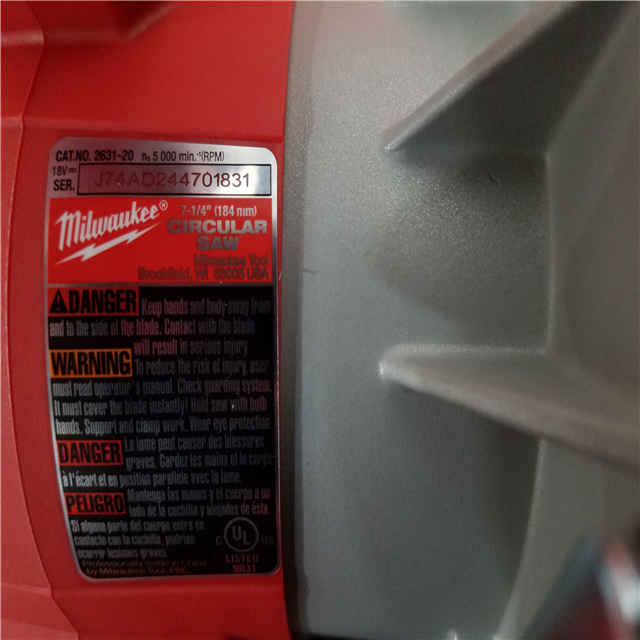 CAT.NO. 2631-20 n₀ 5 000 min.⁻¹(RPM)
18V⎓
SER. J74AD244701831
Milwaukee®
7-1/4" (184 mm)
CIRCULAR
SAW
Milwaukee Tool
Brookfield, WI 53005 USA
DANGER Keep hands and body away from
and to the side of the blade. Contact with the blade
will result in serious injury.
WARNING To reduce the risk of injury, user
must read operator's manual. Check guarding system.
It must cover the blade instantly! Hold saw with both
hands. Support and clamp work. Wear eye protection.
DANGER La lame peut causer des blessures
graves. Gardez les mains et le corps
à l'écart et en position parallèle avec la lame.
PELIGRO Mantenga las manos y el cuerpo a un
lado de la cuchilla y alejados de esta.
Si alguna parte del cuerpo entra en
contacto con la cuchilla, podrían
ocurrir lesiones graves.
C UL US
LISTED
9R31
Professionally made in China
by Milwaukee Tool, PRC